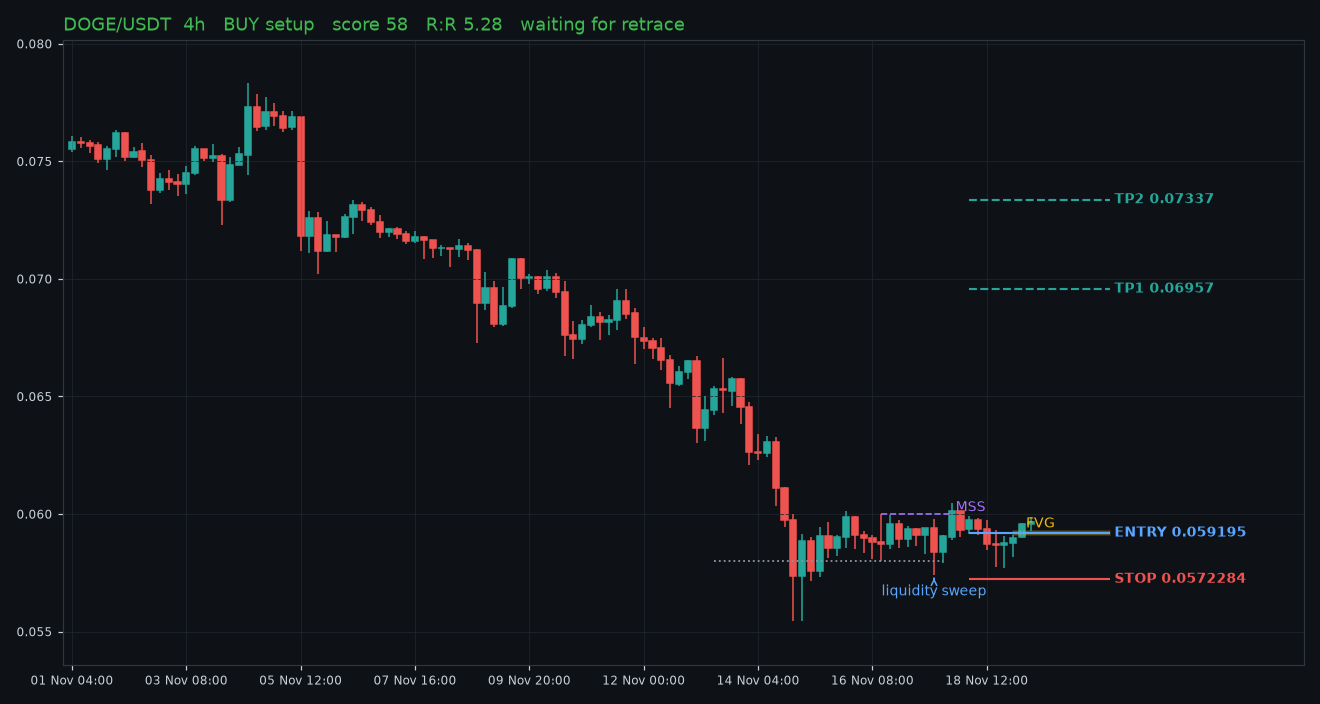 DOGE/USDT 4h BUY setup score 58 R:R 5.28 waiting for retrace
0.080
0.075
TP2 0.07337
0.070
TP1 0.06957
0.065
0.060
MSS
FVG
ENTRY 0.059195
STOP 0.0572284
liquidity sweep
0.055
01 Nov 04:00 03 Nov 08:00 05 Nov 12:00 07 Nov 16:00 09 Nov 20:00 12 Nov 00:00 14 Nov 04:00 16 Nov 08:00 18 Nov 12:00